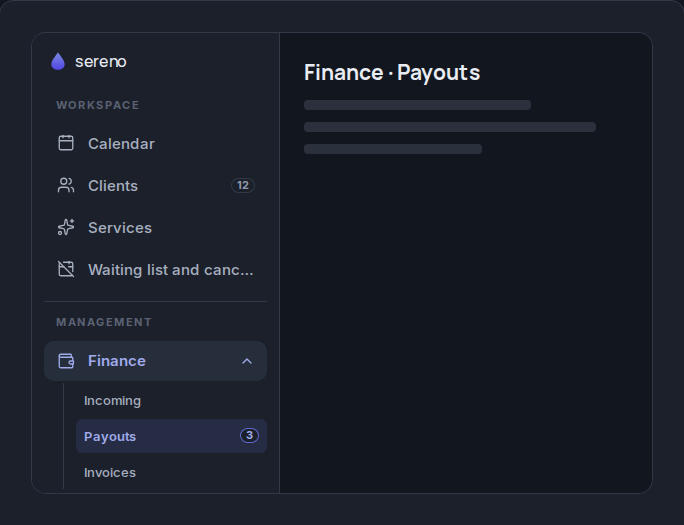 sereno
WORKSPACE
Calendar
Clients 12
Services
Waiting list and canc...
MANAGEMENT
Finance
Incoming
Payouts 3
Invoices
Finance · Payouts